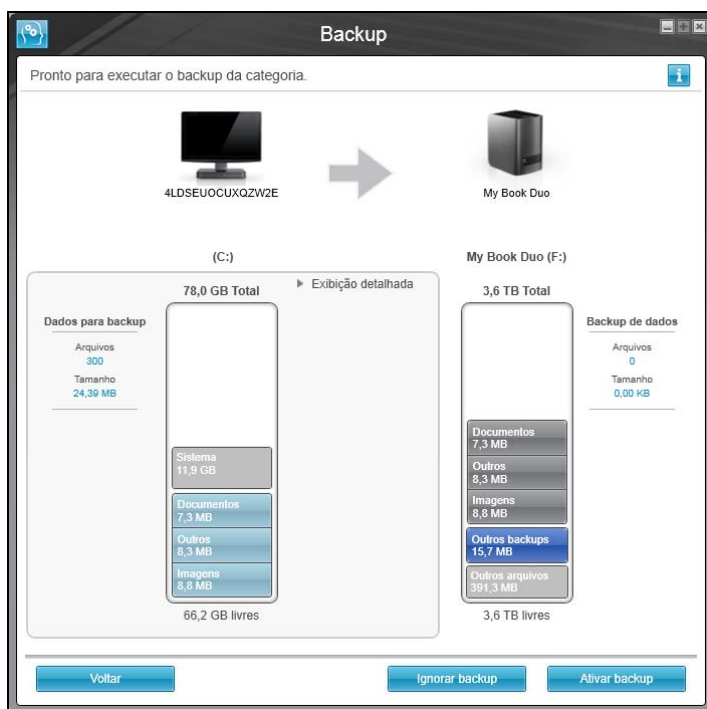 Backup
Pronto para executar o backup da categoria.
4LDSEUOCUXQZW2E
My Book Duo
(C:)
My Book Duo (F:)
78,0 GB Total
Exibição detalhada
3,6 TB Total
Dados para backup
Arquivos
300
Tamanho
24,39 MB
Sistema
11,9 GB
Documentos
7,3 MB
Outros
8,3 MB
Imagens
8,8 MB
66,2 GB livres
Documentos
7,3 MB
Outros
8,3 MB
Imagens
8,8 MB
Outros backups
15,7 MB
Outros arquivos
391,3 MB
3,6 TB livres
Backup de dados
Arquivos
0
Tamanho
0,00 KB
Voltar
Ignorar backup
Ativar backup